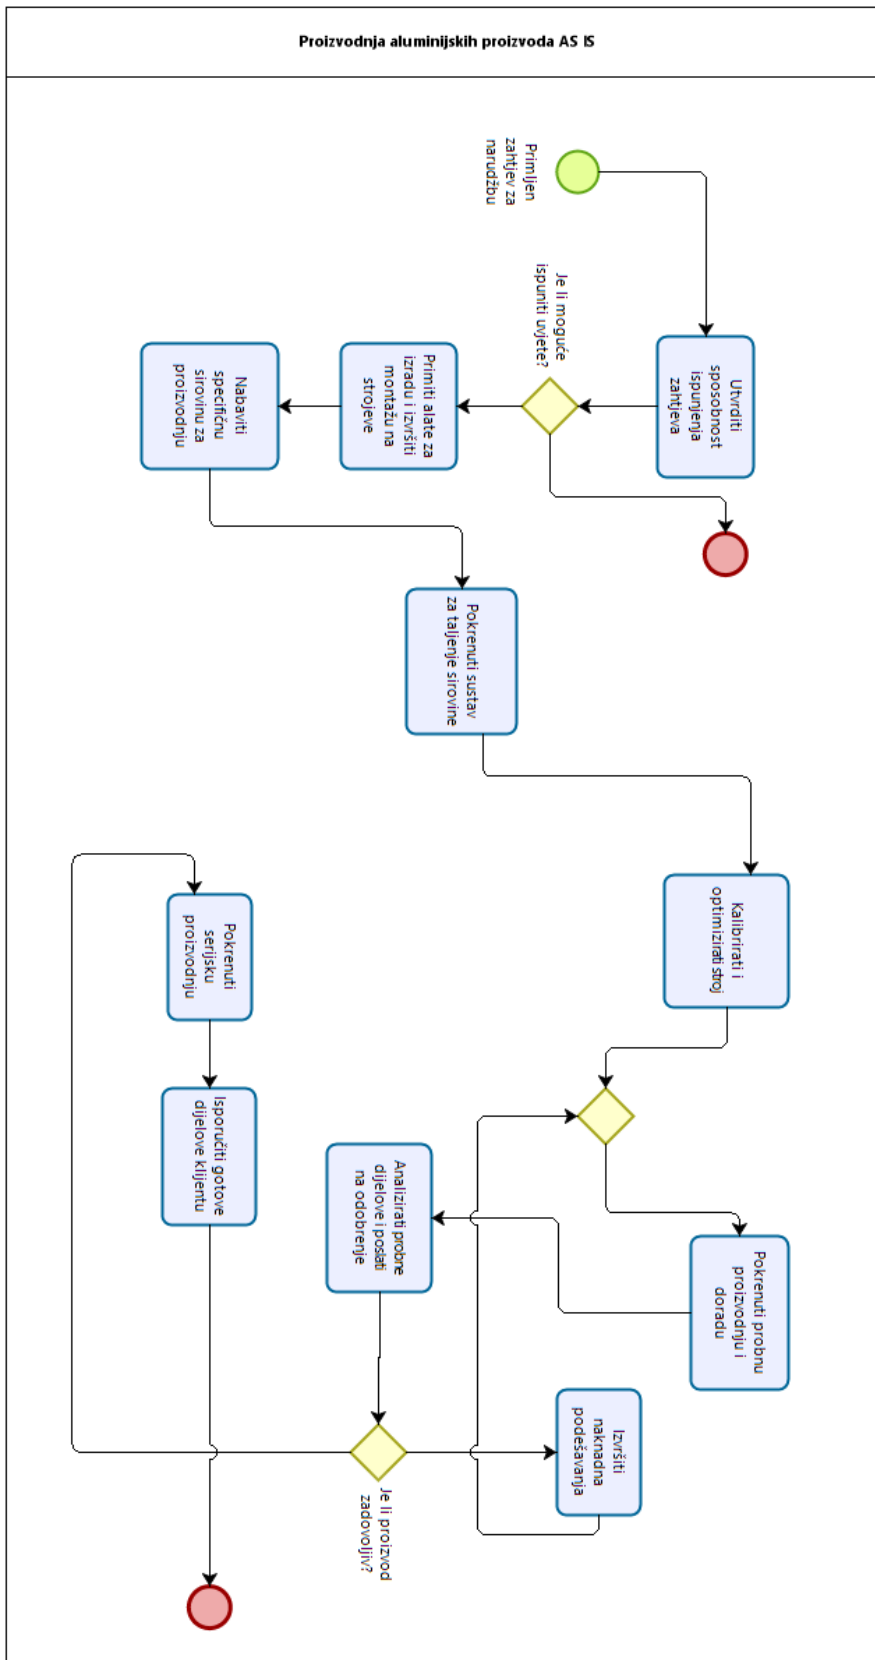 Proizvodnja aluminijskih proizvoda AS IS
Primljen
zahtjev za
narudžbu
Utvrditi
sposobnost
ispunjenja
zahtjeva
Je li moguće
ispuniti uvjete?
Primiti alate za
izradu i izvršiti
montažu na
strojeve
Nabaviti
specifičnu
sirovinu za
proizvodnju
Pokrenuti sustav
za taljenje sirovine
Kalibrirati i
optimizirati stroj
Pokrenuti probnu
proizvodnju i
doradu
Analizirati probne
dijelove i poslati
na odobrenje
Je li proizvod
zadovoljiv?
Izvršiti
naknadna
podešavanja
Pokrenuti
serijsku
proizvodnju
Isporučiti gotove
dijelove klijentu